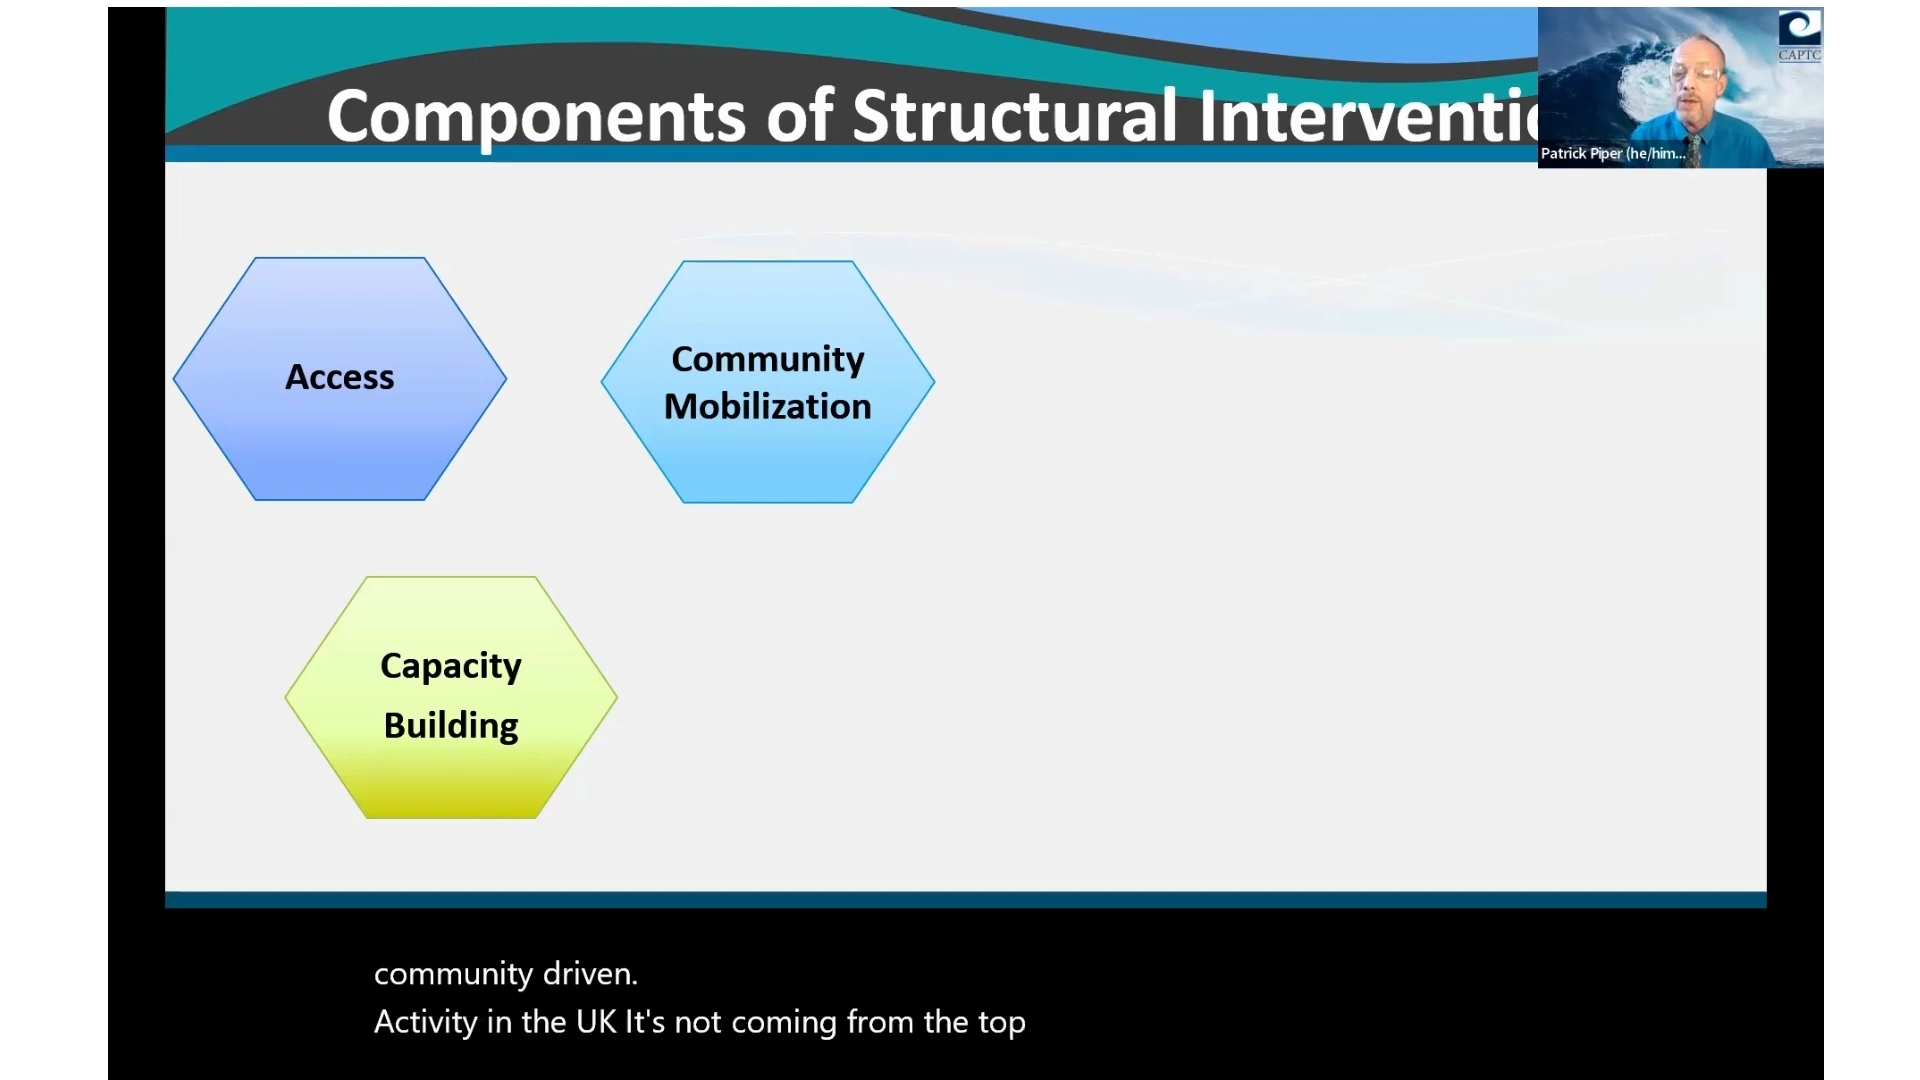 Components of Structural Interventi
CAPTC
Patrick Piper (he/him...
Access
Community
Mobilization
Capacity
Building
community driven.
Activity in the UK It's not coming from the top